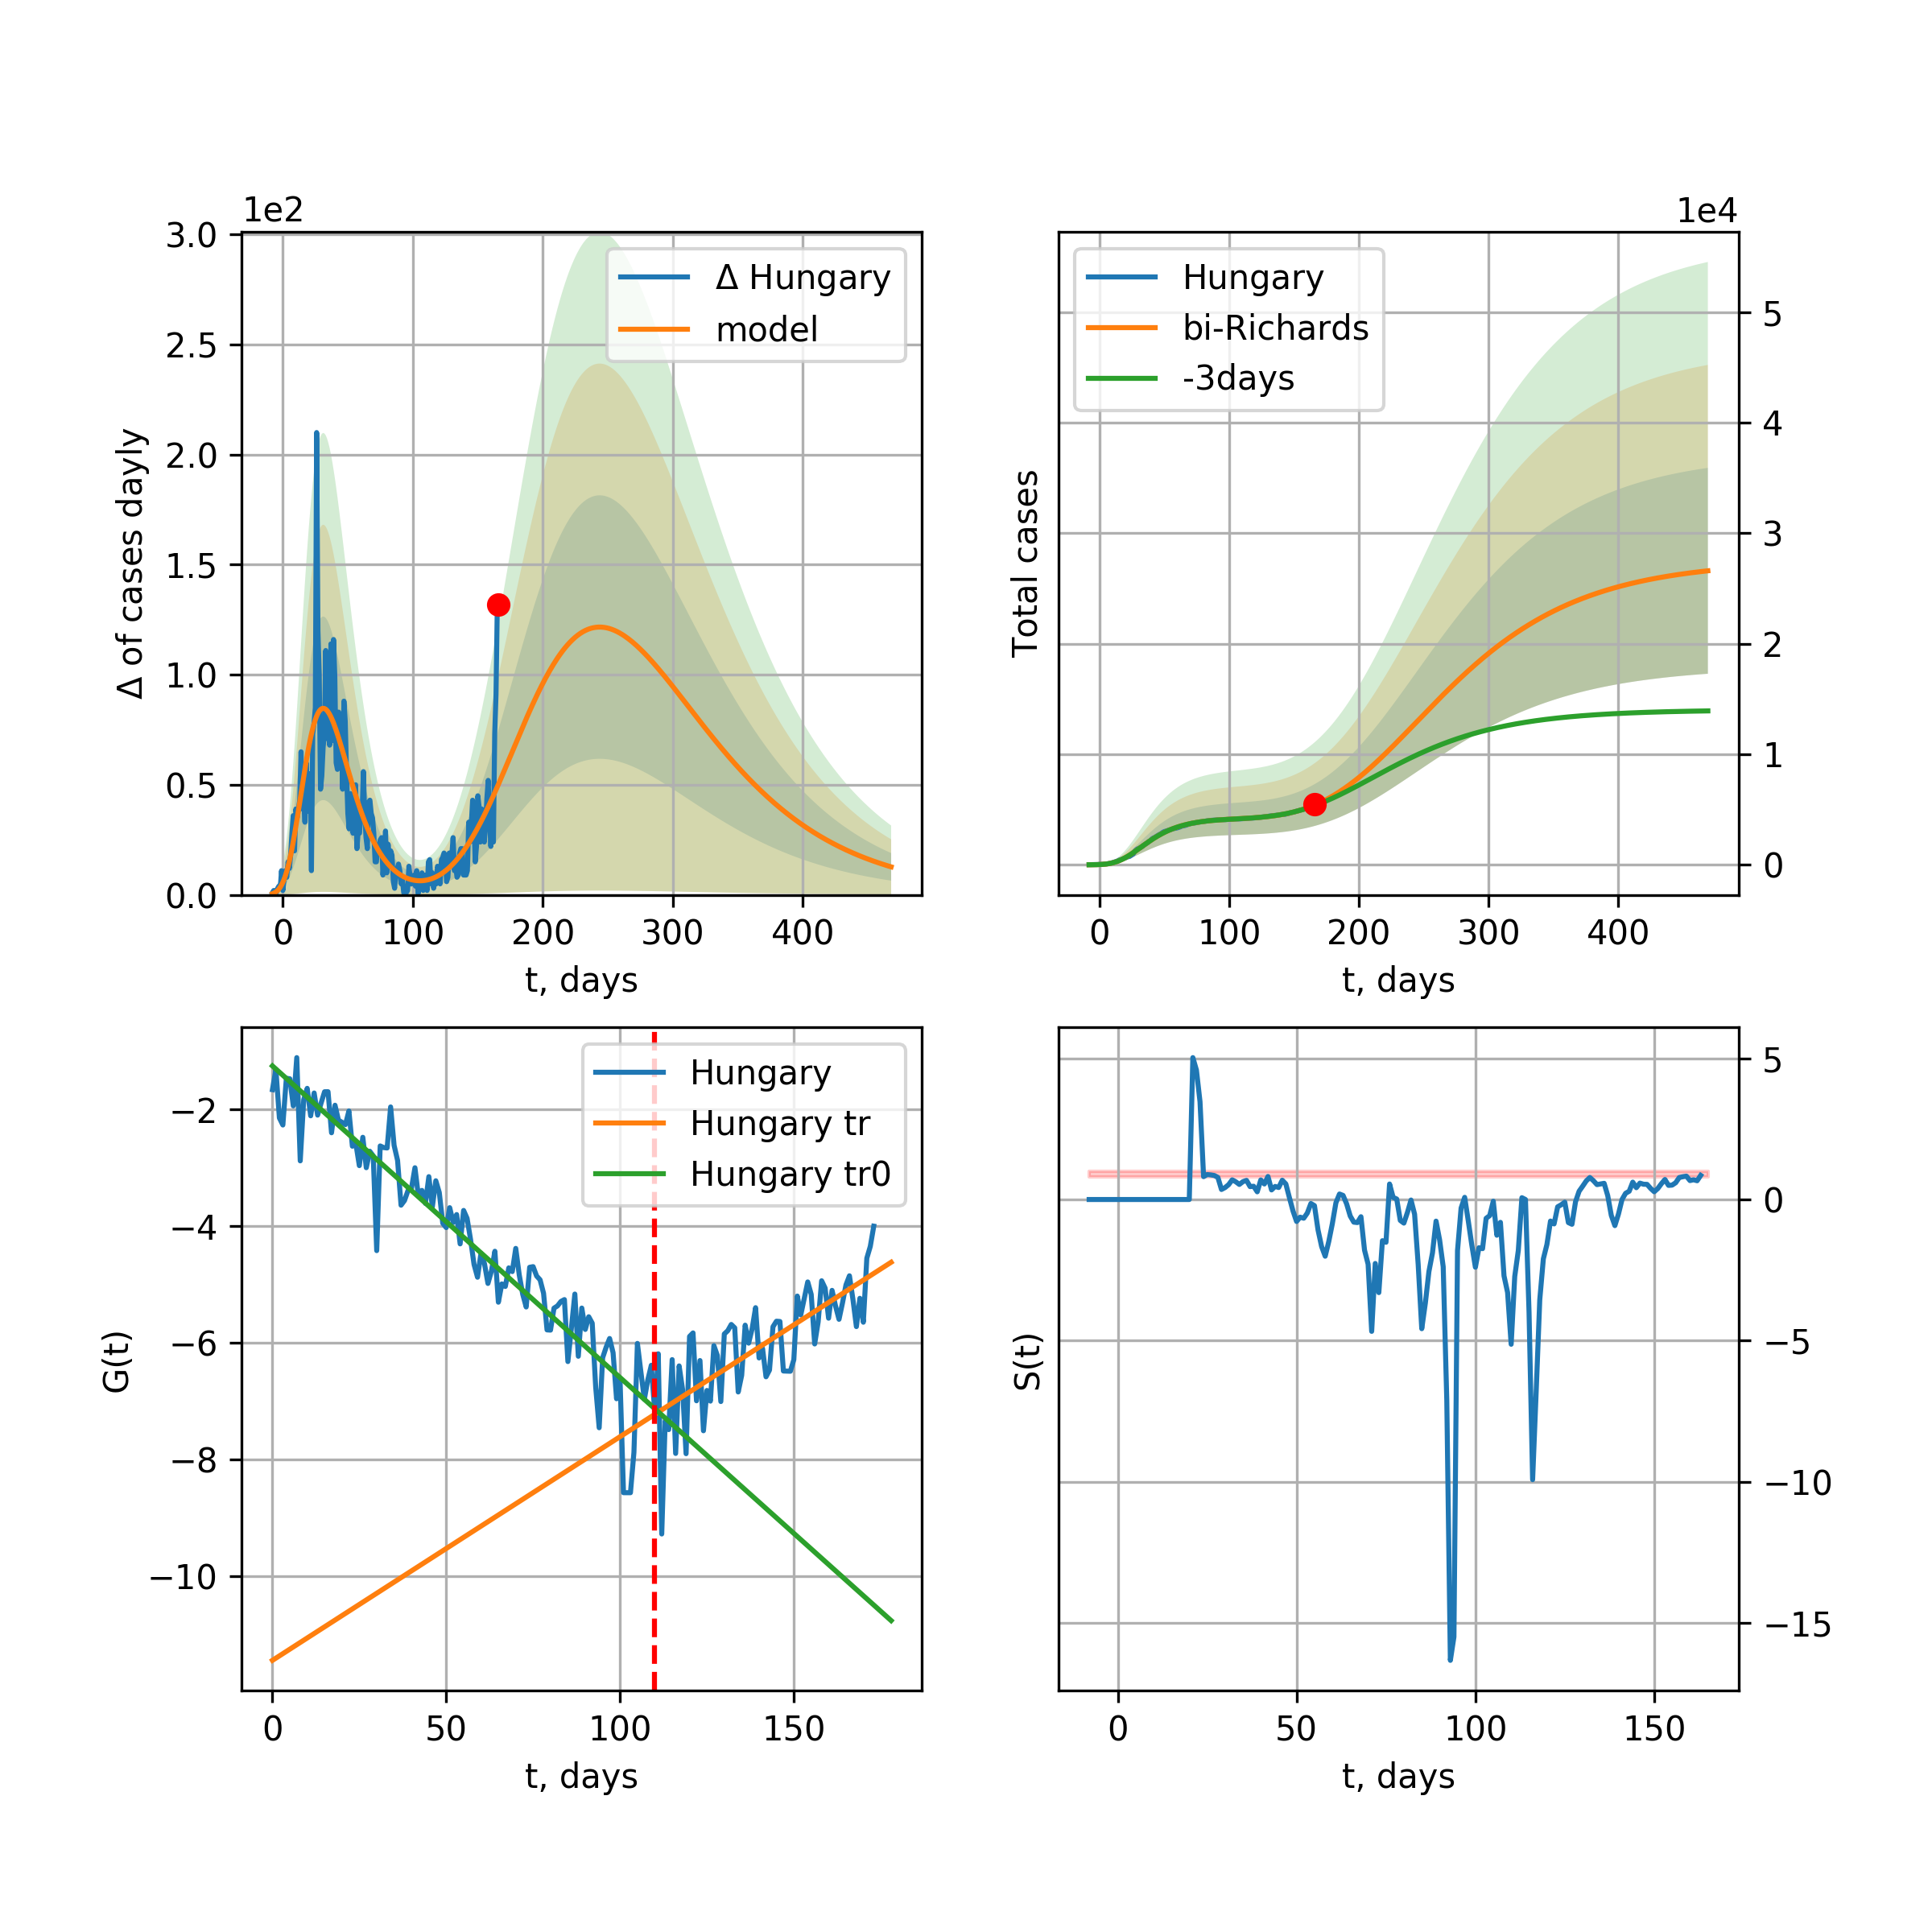 1e2
3.0
2.5
2.0
1.5
1.0
0.5
0.0
Δ of cases dayly
Δ Hungary
model
0 100 200 300 400
t, days
1e4
Hungary
bi-Richards
-3days
Total cases
5
4
3
2
1
0
0 100 200 300 400
t, days
−2
−4
−6
−8
−10
G(t)
Hungary
Hungary tr
Hungary tr0
0 50 100 150
t, days
S(t)
5
0
−5
−10
−15
0 50 100 150
t, days